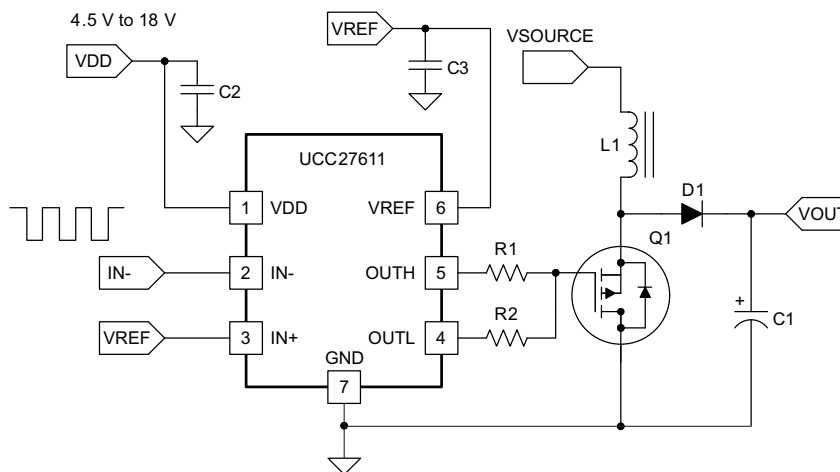 4.5 V to 18 V
VDD
C2
VREF
C3
VSOURCE
L1
UCC27611
1 VDD
VREF 6
D1
VOUT
Q1
IN-
2 IN-
OUTH 5
R1
R2
VREF
3 IN+
OUTL 4
+
C1
GND
7